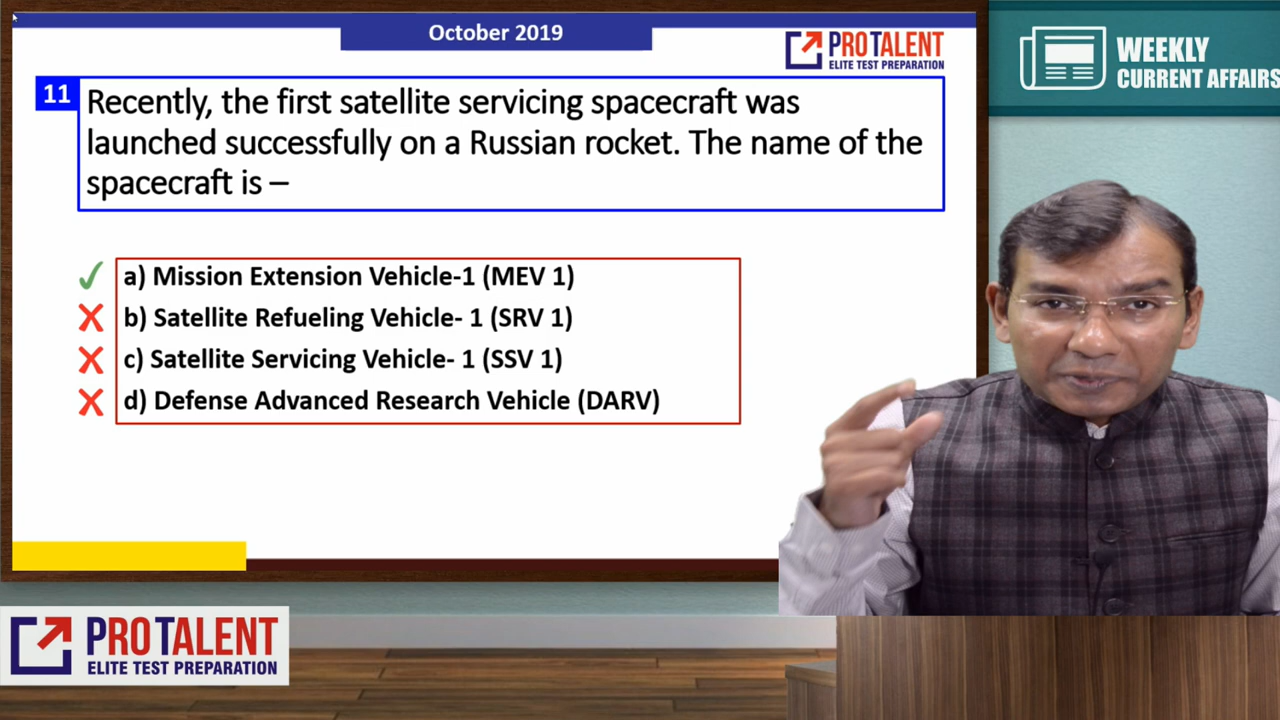 October 2019
PROTALENT
ELITE TEST PREPARATION
WEEKLY
CURRENT AFFAIRS
11
Recently, the first satellite servicing spacecraft was
launched successfully on a Russian rocket. The name of the
spacecraft is –
a) Mission Extension Vehicle-1 (MEV 1)
b) Satellite Refueling Vehicle- 1 (SRV 1)
c) Satellite Servicing Vehicle- 1 (SSV 1)
d) Defense Advanced Research Vehicle (DARV)
PROTALENT
ELITE TEST PREPARATION